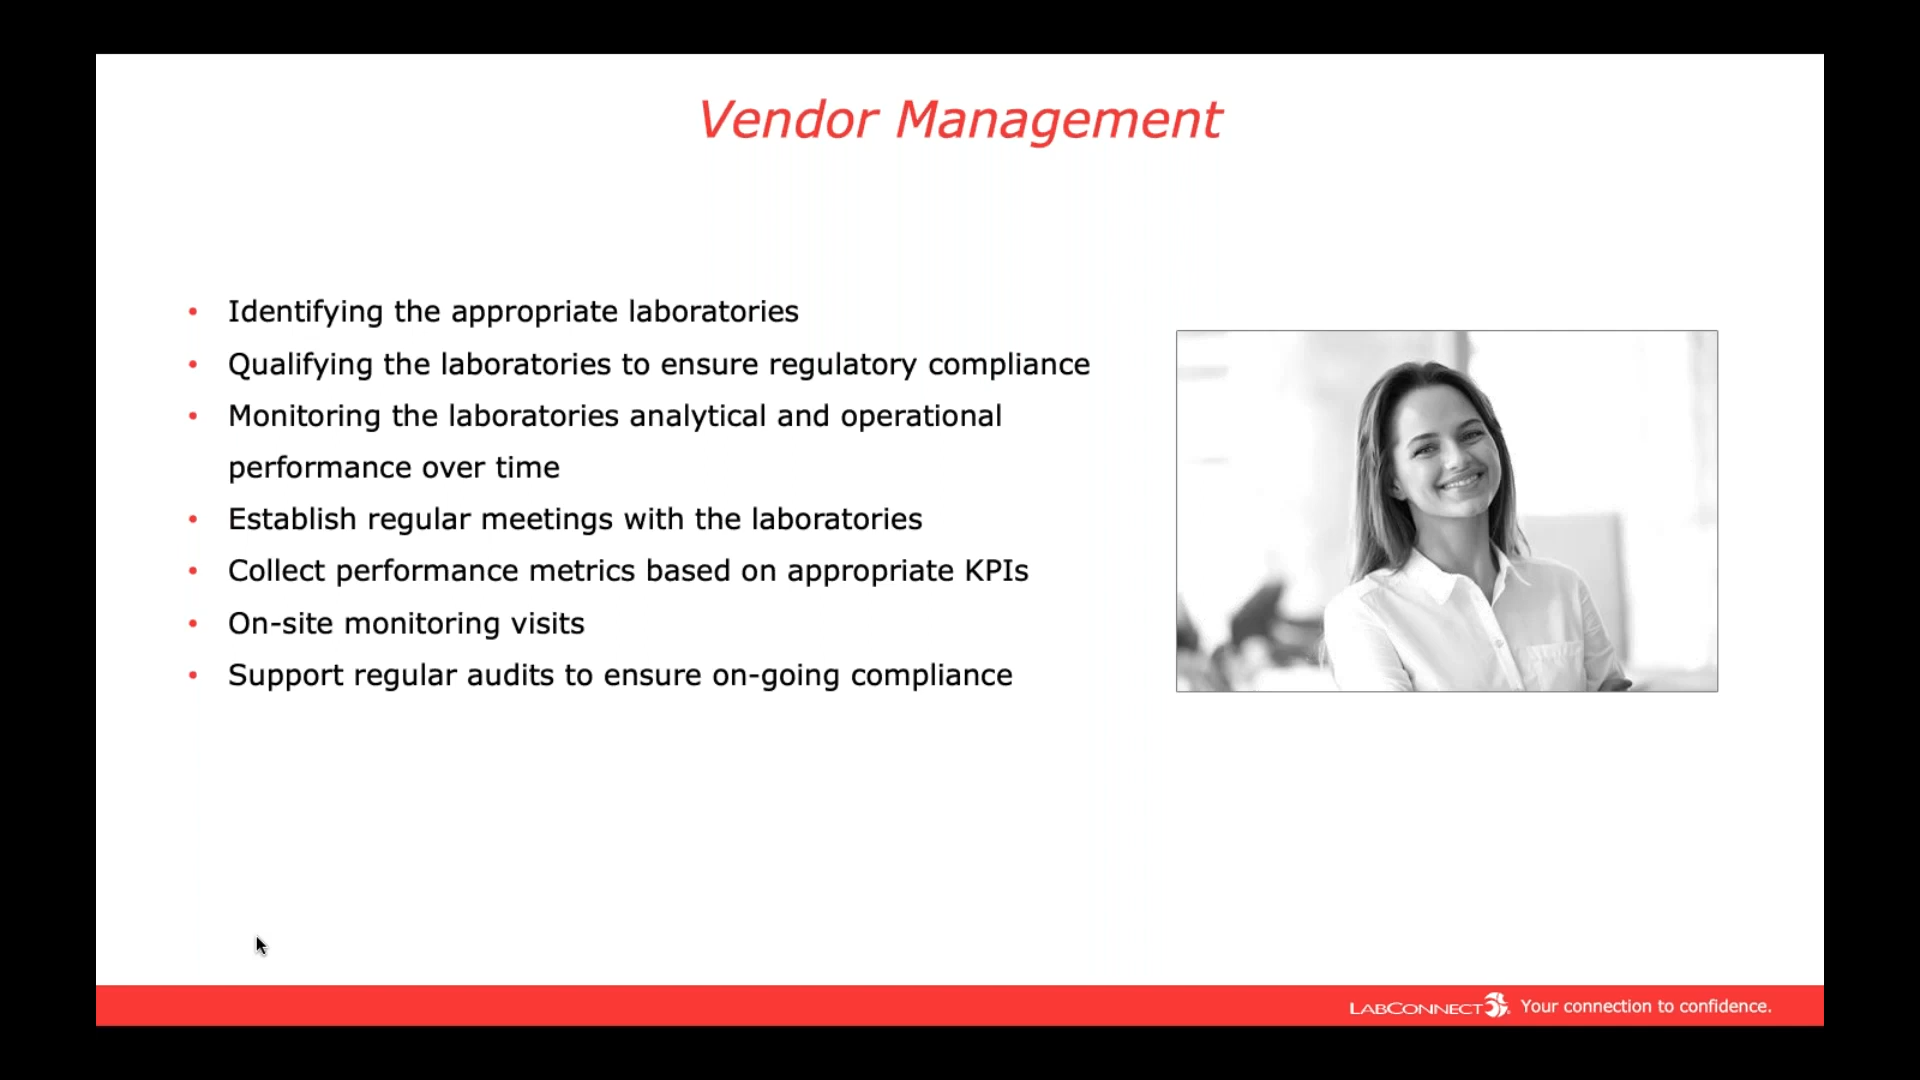 Vendor Management
• Identifying the appropriate laboratories
• Qualifying the laboratories to ensure regulatory compliance
• Monitoring the laboratories analytical and operational
performance over time
• Establish regular meetings with the laboratories
• Collect performance metrics based on appropriate KPIs
• On-site monitoring visits
• Support regular audits to ensure on-going compliance
LABCONNECT Your connection to confidence.